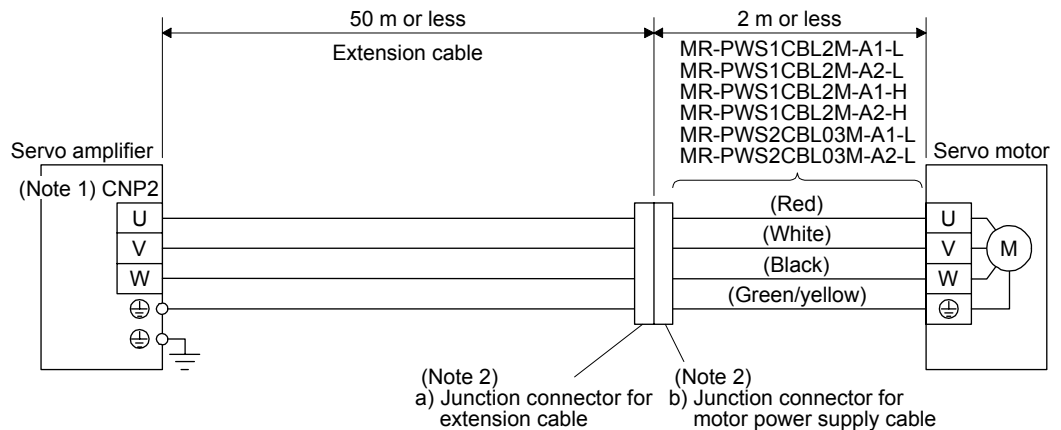 50 m or less
2 m or less
Extension cable
MR-PWS1CBL2M-A1-L
MR-PWS1CBL2M-A2-L
MR-PWS1CBL2M-A1-H
MR-PWS1CBL2M-A2-H
MR-PWS2CBL03M-A1-L
MR-PWS2CBL03M-A2-L
Servo amplifier
Servo motor
(Note 1) CNP2
U
V
W
(Red)
(White)
(Black)
(Green/yellow)
U
V
W
M
(Note 2)
a) Junction connector for
extension cable
(Note 2)
b) Junction connector for
motor power supply cable